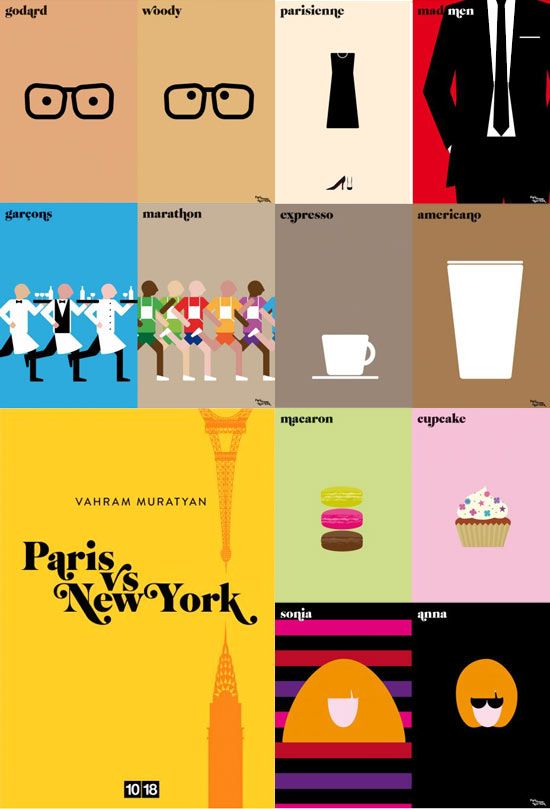 godard
woody
parisienne
mad men
garçons
marathon
expresso
americano
VAHRAM MURATYAN
Paris
vs
New York
10|18
macaron
cupcake
sonia
anna